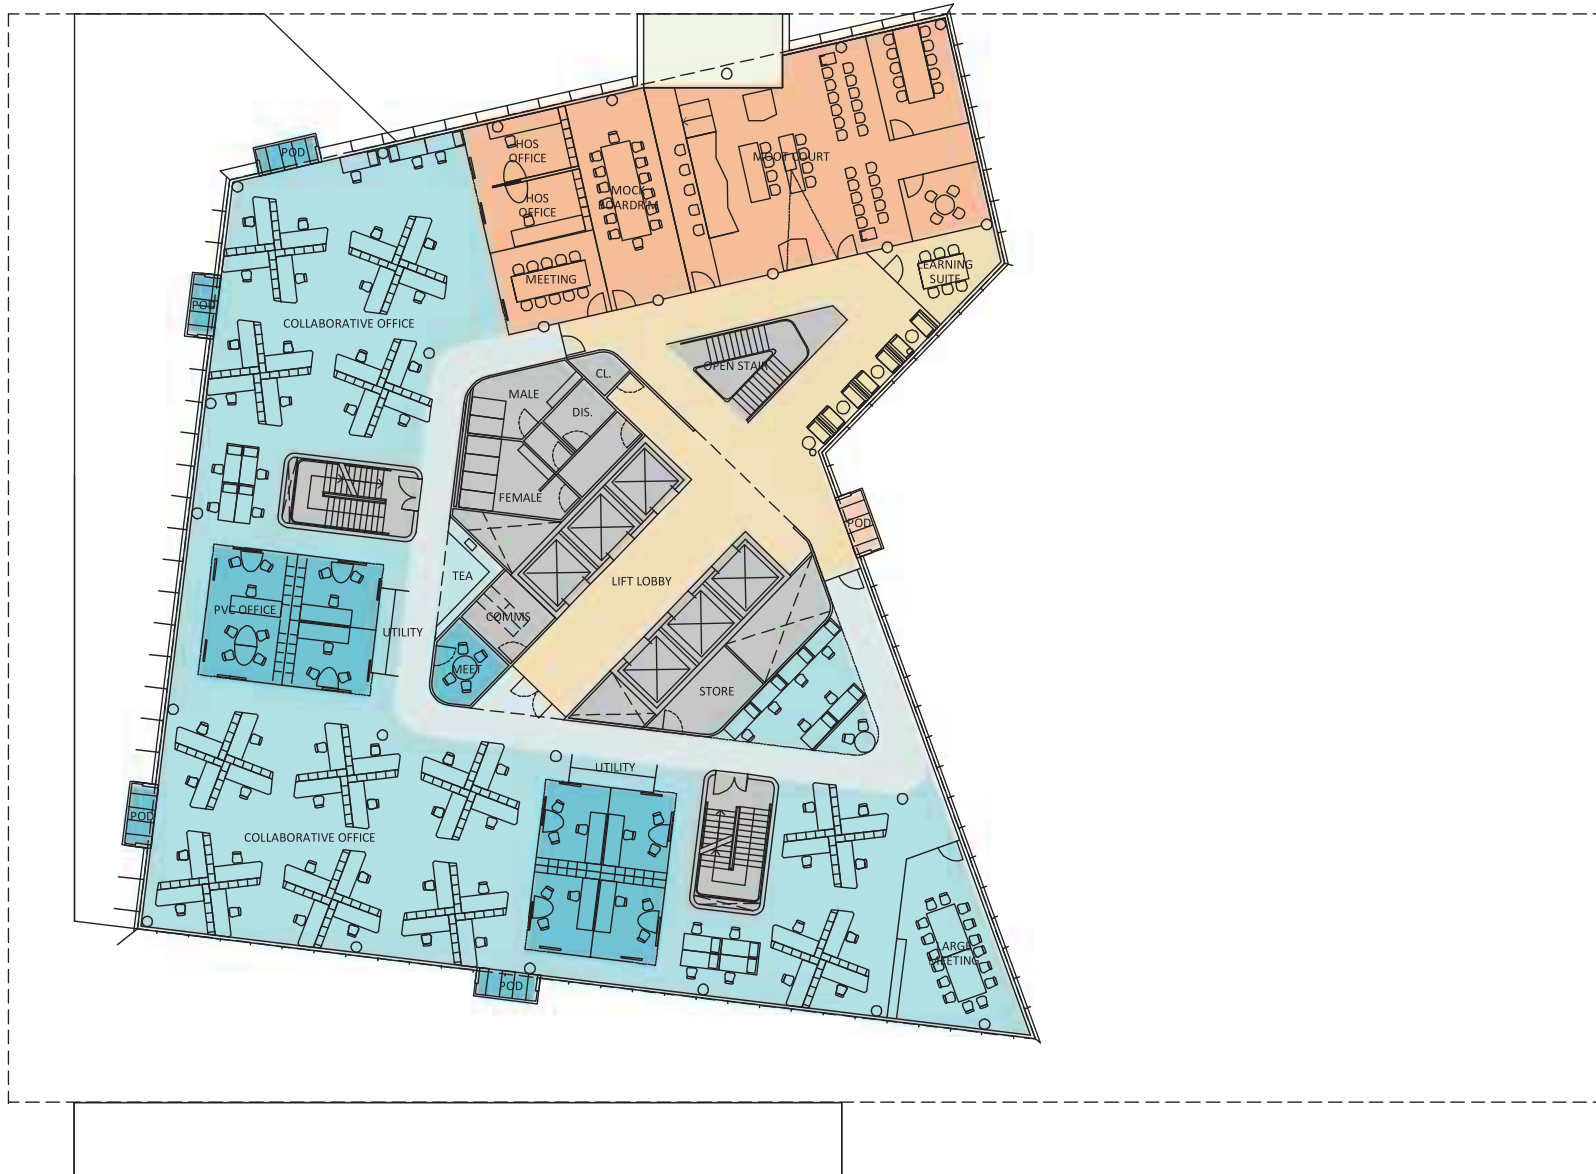 POD
HOS
OFFICE
MOOT COURT
HOS
OFFICE
MOCK
BOARDR'M
MEETING
LEARNING
SUITE
POD
COLLABORATIVE OFFICE
OPEN STAIR
CL.
MALE
DIS.
FEMALE
POD
TEA
LIFT LOBBY
PVC OFFICE
COMMS
UTILITY
MEET
STORE
UTILITY
POD
COLLABORATIVE OFFICE
LARGE
MEETING
POD